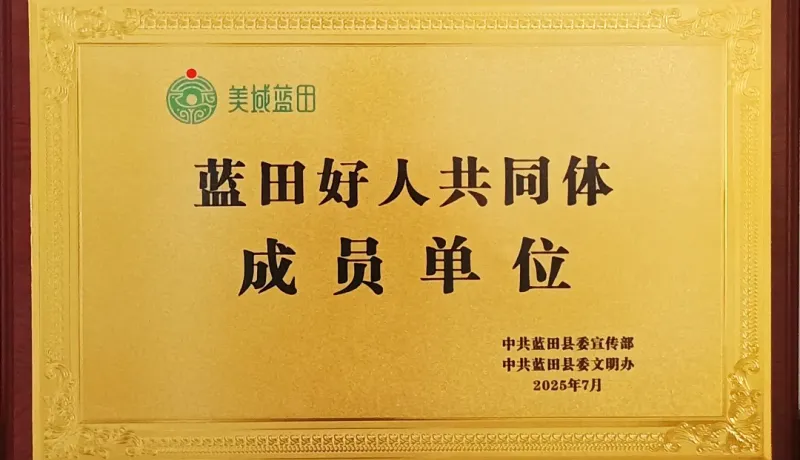 美域蓝田
蓝田好人共同体
成员单位
中共蓝田县委宣传部
中共蓝田县委文明办
2025年7月